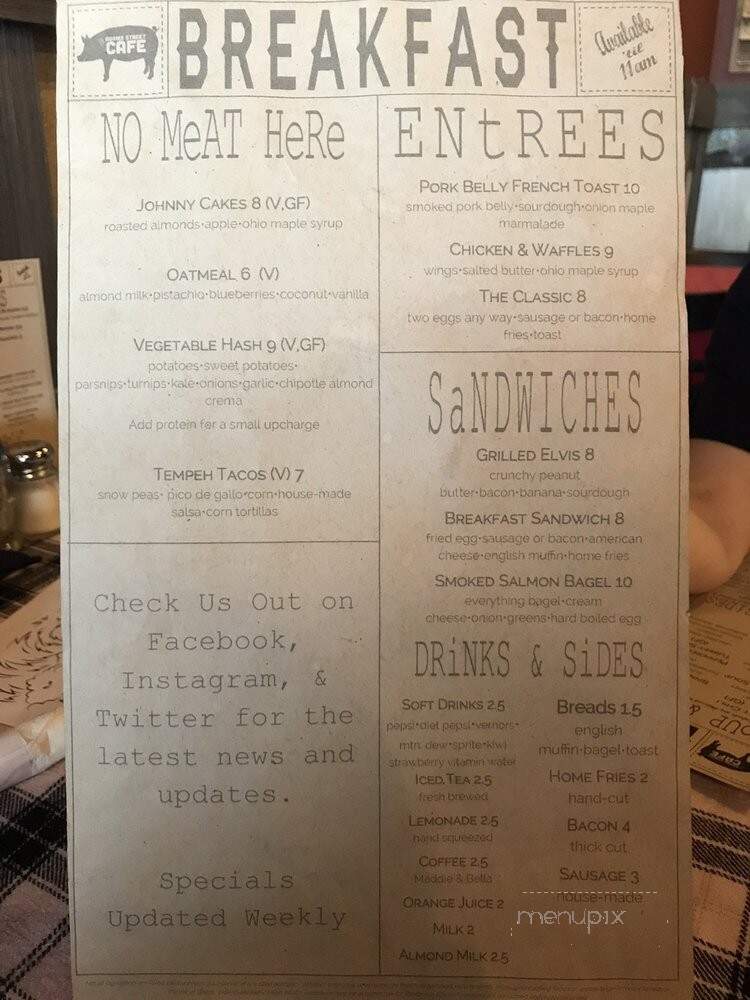 ADAMS STREET
CAFE
BREAKFAST
Available
'til
11am
NO MeAT HeRe
JOHNNY CAKES 8 (V,GF)
roasted almonds•apple•ohio maple syrup
OATMEAL 6 (V)
almond milk•pistachio•blueberries•coconut•vanilla
VEGETABLE HASH 9 (V,GF)
potatoes•sweet potatoes•
parsnips•turnips•kale•onions•garlic•chipotle almond
crema
Add protein for a small upcharge
TEMPEH TACOS (V) 7
snow peas• pico de gallo•corn•house-made
salsa•corn tortillas
Check Us Out on
Facebook,
Instagram, &
Twitter for the
latest news and
updates.
Specials
Updated Weekly
ENtREES
PORK BELLY FRENCH TOAST 10
smoked pork belly•sourdough•onion maple
marmalade
CHICKEN & WAFFLES 9
wings•salted butter•ohio maple syrup
THE CLASSIC 8
two eggs any way•sausage or bacon•home
fries•toast
SaNDWICHES
GRILLED ELVIS 8
crunchy peanut
butter•bacon•banana•sourdough
BREAKFAST SANDWICH 8
fried egg•sausage or bacon•american
cheese•english muffin•home fries
SMOKED SALMON BAGEL 10
everything bagel•cream
cheese•onion•greens•hard boiled egg
DRiNKS & SiDES
SOFT DRINKS 2.5
pepsi•diet pepsi•vernors•
mtn. dew•sprite•kiwi
strawberry vitamin water
ICED TEA 2.5
fresh brewed
LEMONADE 2.5
hand squeezed
COFFEE 2.5
Maddie & Bella
ORANGE JUICE 2
MILK 2
ALMOND MILK 2.5
Breads 1.5
english
muffin•bagel•toast
HOME FRIES 2
hand-cut
BACON 4
thick cut
SAUSAGE 3
house-made
menupix